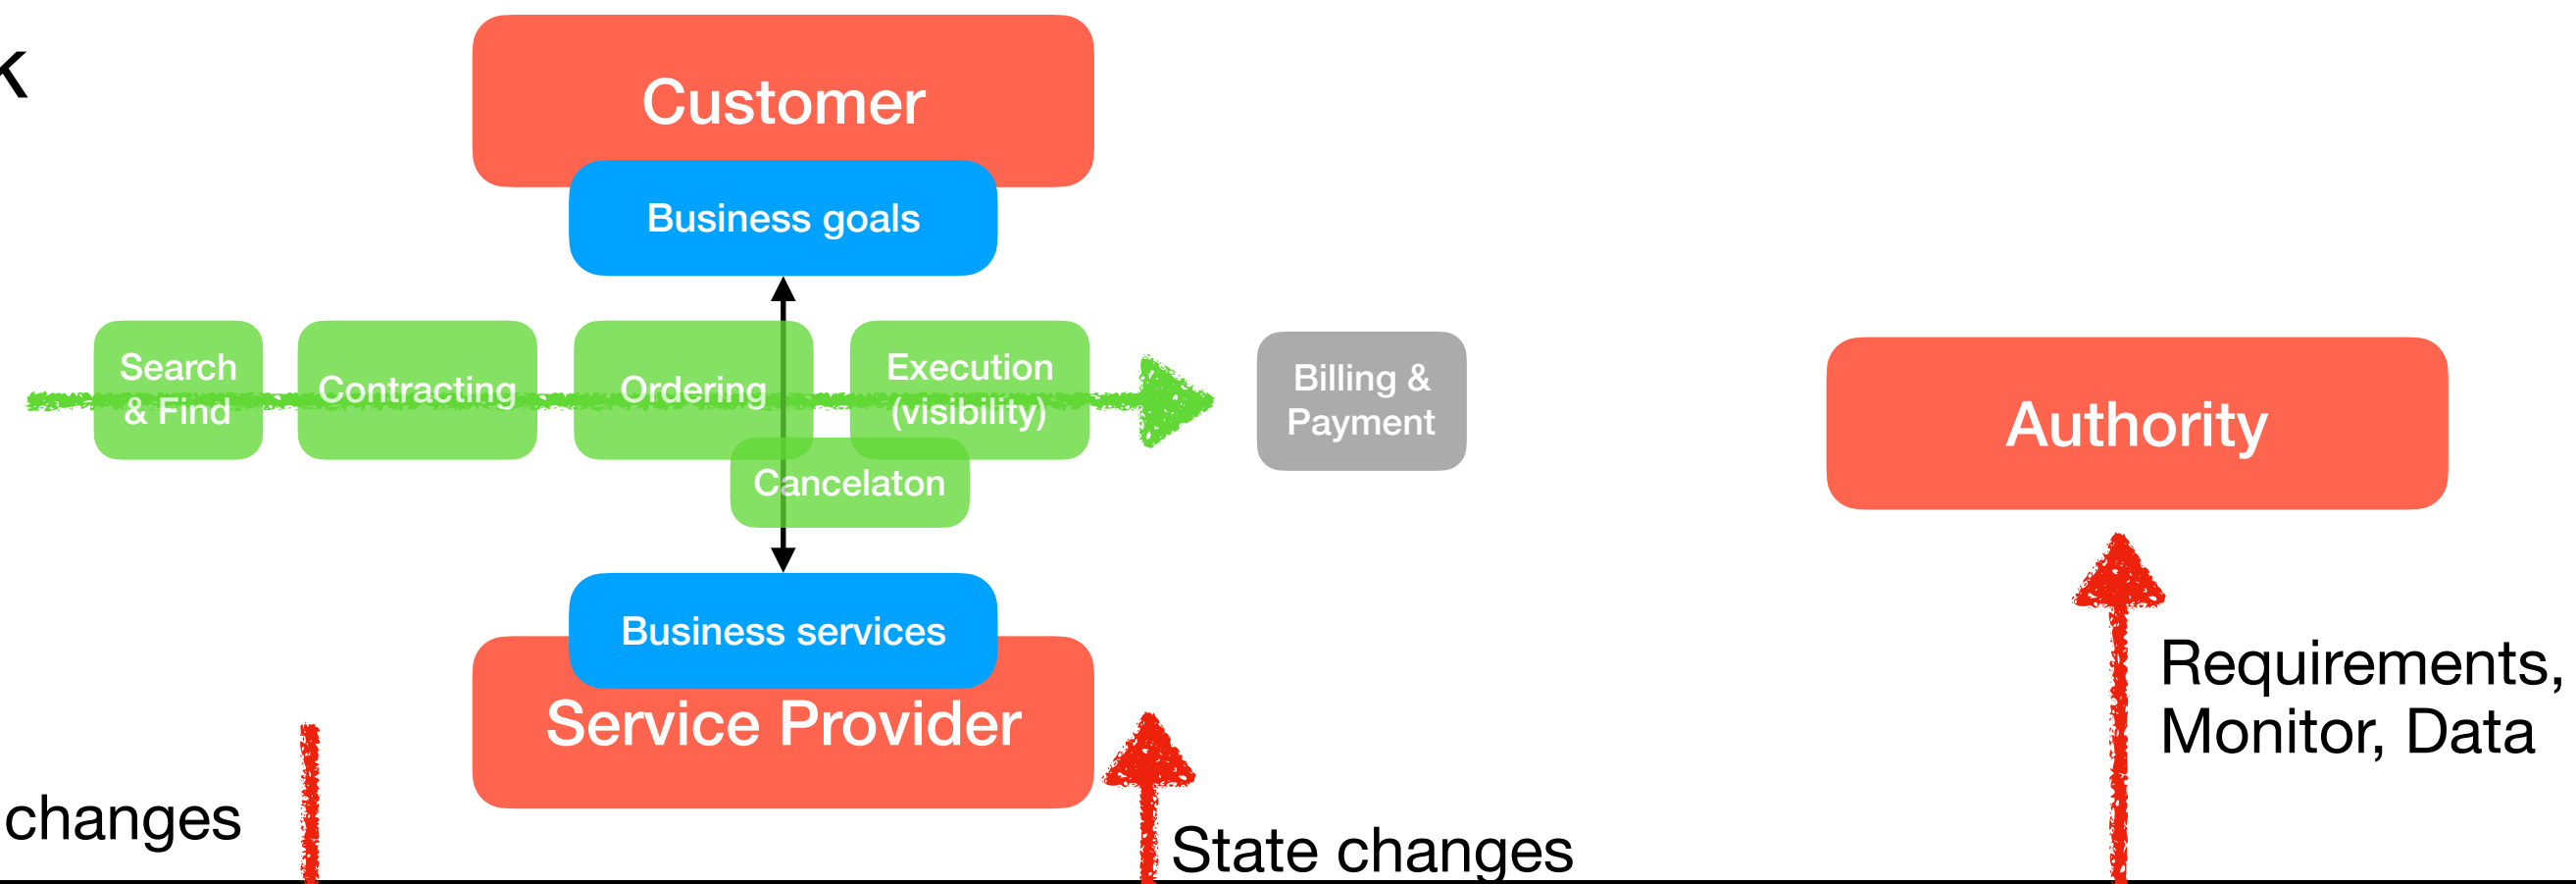 Customer
Business goals
Search
& Find
Contracting
Ordering
Execution
(visibility)
Cancelaton
Billing &
Payment
Authority
Business services
Service Provider
Requirements,
Monitor, Data
changes
State changes